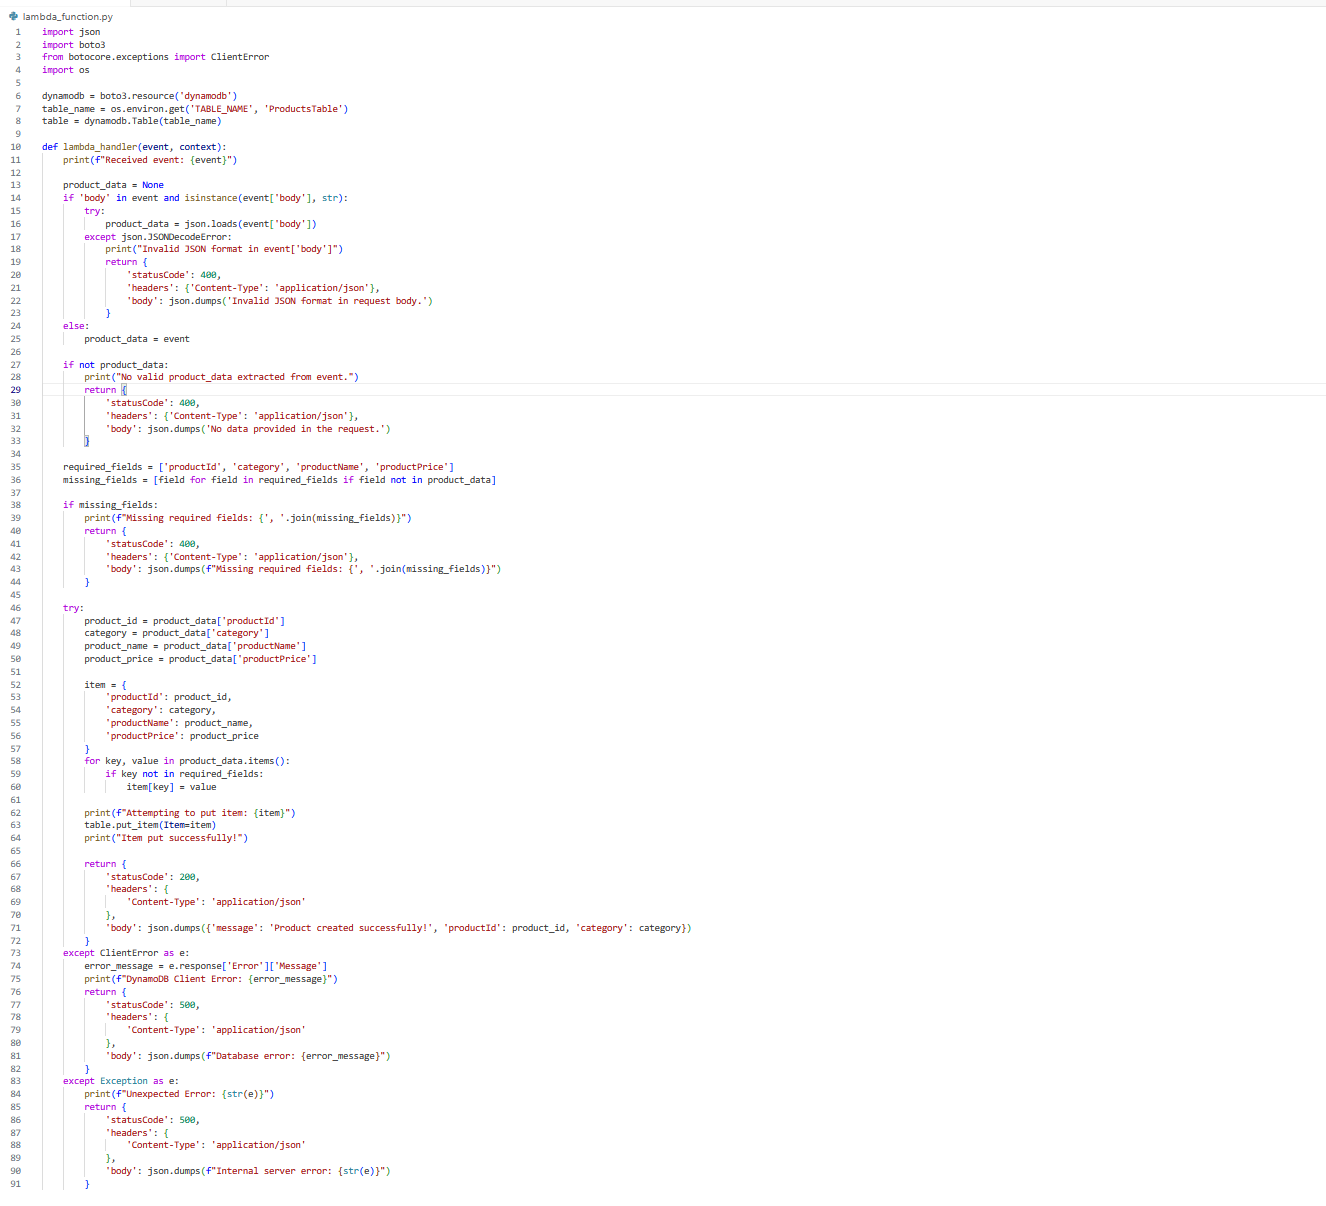 lambda_function.py
1 import json
2 import boto3
3 from botocore.exceptions import ClientError
4 import os
5
6 dynamodb = boto3.resource('dynamodb')
7 table_name = os.environ.get('TABLE_NAME', 'ProductsTable')
8 table = dynamodb.Table(table_name)
9
10 def lambda_handler(event, context):
11     print(f"Received event: {event}")
12
13     product_data = None
14     if 'body' in event and isinstance(event['body'], str):
15         try:
16             product_data = json.loads(event['body'])
17         except json.JSONDecodeError:
18             print("Invalid JSON format in event['body']")
19             return {
20                 'statusCode': 400,
21                 'headers': {'Content-Type': 'application/json'},
22                 'body': json.dumps('Invalid JSON format in request body.')
23             }
24     else:
25         product_data = event
26
27     if not product_data:
28         print("No valid product_data extracted from event.")
29         return {
30             'statusCode': 400,
31             'headers': {'Content-Type': 'application/json'},
32             'body': json.dumps('No data provided in the request.')
33         }
34
35     required_fields = ['productId', 'category', 'productName', 'productPrice']
36     missing_fields = [field for field in required_fields if field not in product_data]
37
38     if missing_fields:
39         print(f"Missing required fields: {', '.join(missing_fields)}")
40         return {
41             'statusCode': 400,
42             'headers': {'Content-Type': 'application/json'},
43             'body': json.dumps(f"Missing required fields: {', '.join(missing_fields)}")
44         }
45
46     try:
47         product_id = product_data['productId']
48         category = product_data['category']
49         product_name = product_data['productName']
50         product_price = product_data['productPrice']
51
52         item = {
53             'productId': product_id,
54             'category': category,
55             'productName': product_name,
56             'productPrice': product_price
57         }
58         for key, value in product_data.items():
59             if key not in required_fields:
60                 item[key] = value
61
62         print(f"Attempting to put item: {item}")
63         table.put_item(Item=item)
64         print("Item put successfully!")
65
66         return {
67             'statusCode': 200,
68             'headers': {
69                 'Content-Type': 'application/json'
70             },
71             'body': json.dumps({'message': 'Product created successfully!', 'productId': product_id, 'category': category})
72         }
73     except ClientError as e:
74         error_message = e.response['Error']['Message']
75         print(f"DynamoDB Client Error: {error_message}")
76         return {
77             'statusCode': 500,
78             'headers': {
79                 'Content-Type': 'application/json'
80             },
81             'body': json.dumps(f"Database error: {error_message}")
82         }
83     except Exception as e:
84         print(f"Unexpected Error: {str(e)}")
85         return {
86             'statusCode': 500,
87             'headers': {
88                 'Content-Type': 'application/json'
89             },
90             'body': json.dumps(f"Internal server error: {str(e)}")
91         }